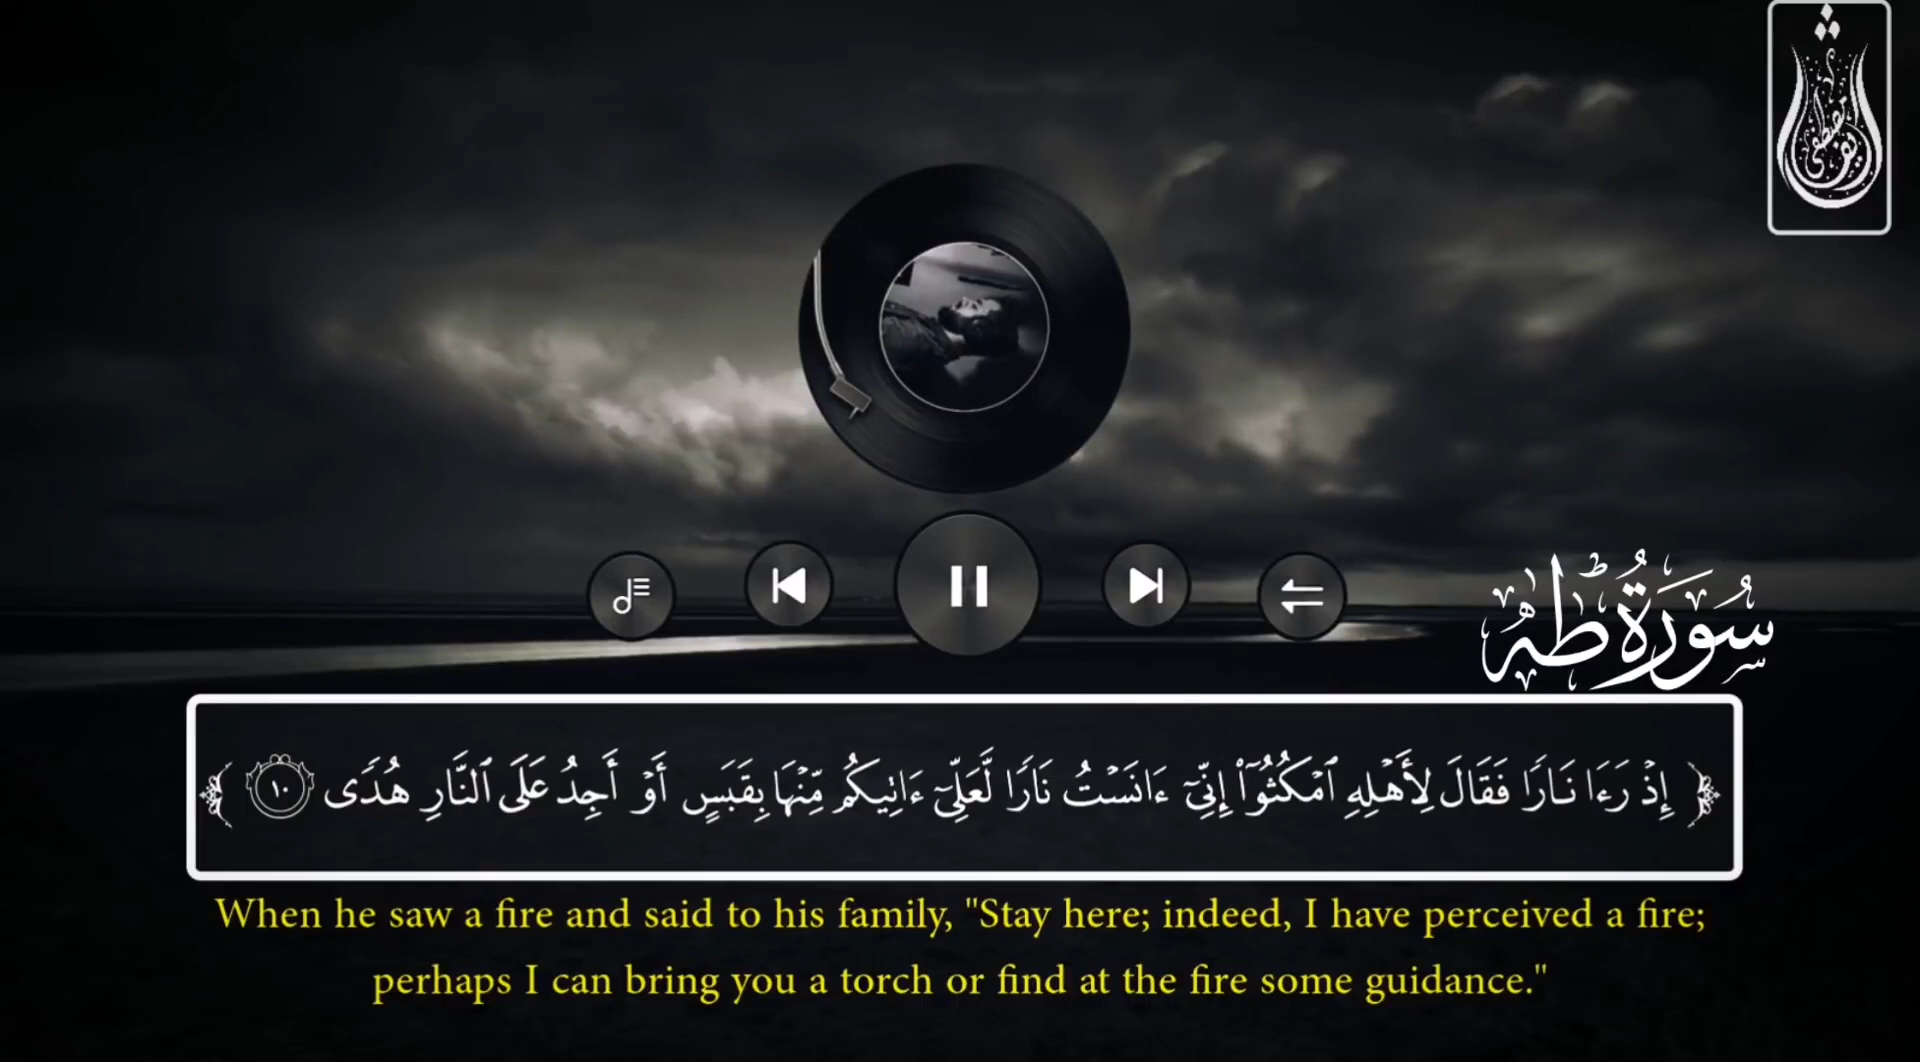 سُورَةُ طه
إِذْ رَءَا نَارًا فَقَالَ لِأَهْلِهِ ٱمْكُثُوٓا۟ إِنِّىٓ ءَانَسْتُ نَارًا لَّعَلِّىٓ ءَاتِيكُم مِّنْهَا بِقَبَسٍ أَوْ أَجِدُ عَلَى ٱلنَّارِ هُدًى ١٠
When he saw a fire and said to his family, "Stay here; indeed, I have perceived a fire;
perhaps I can bring you a torch or find at the fire some guidance."